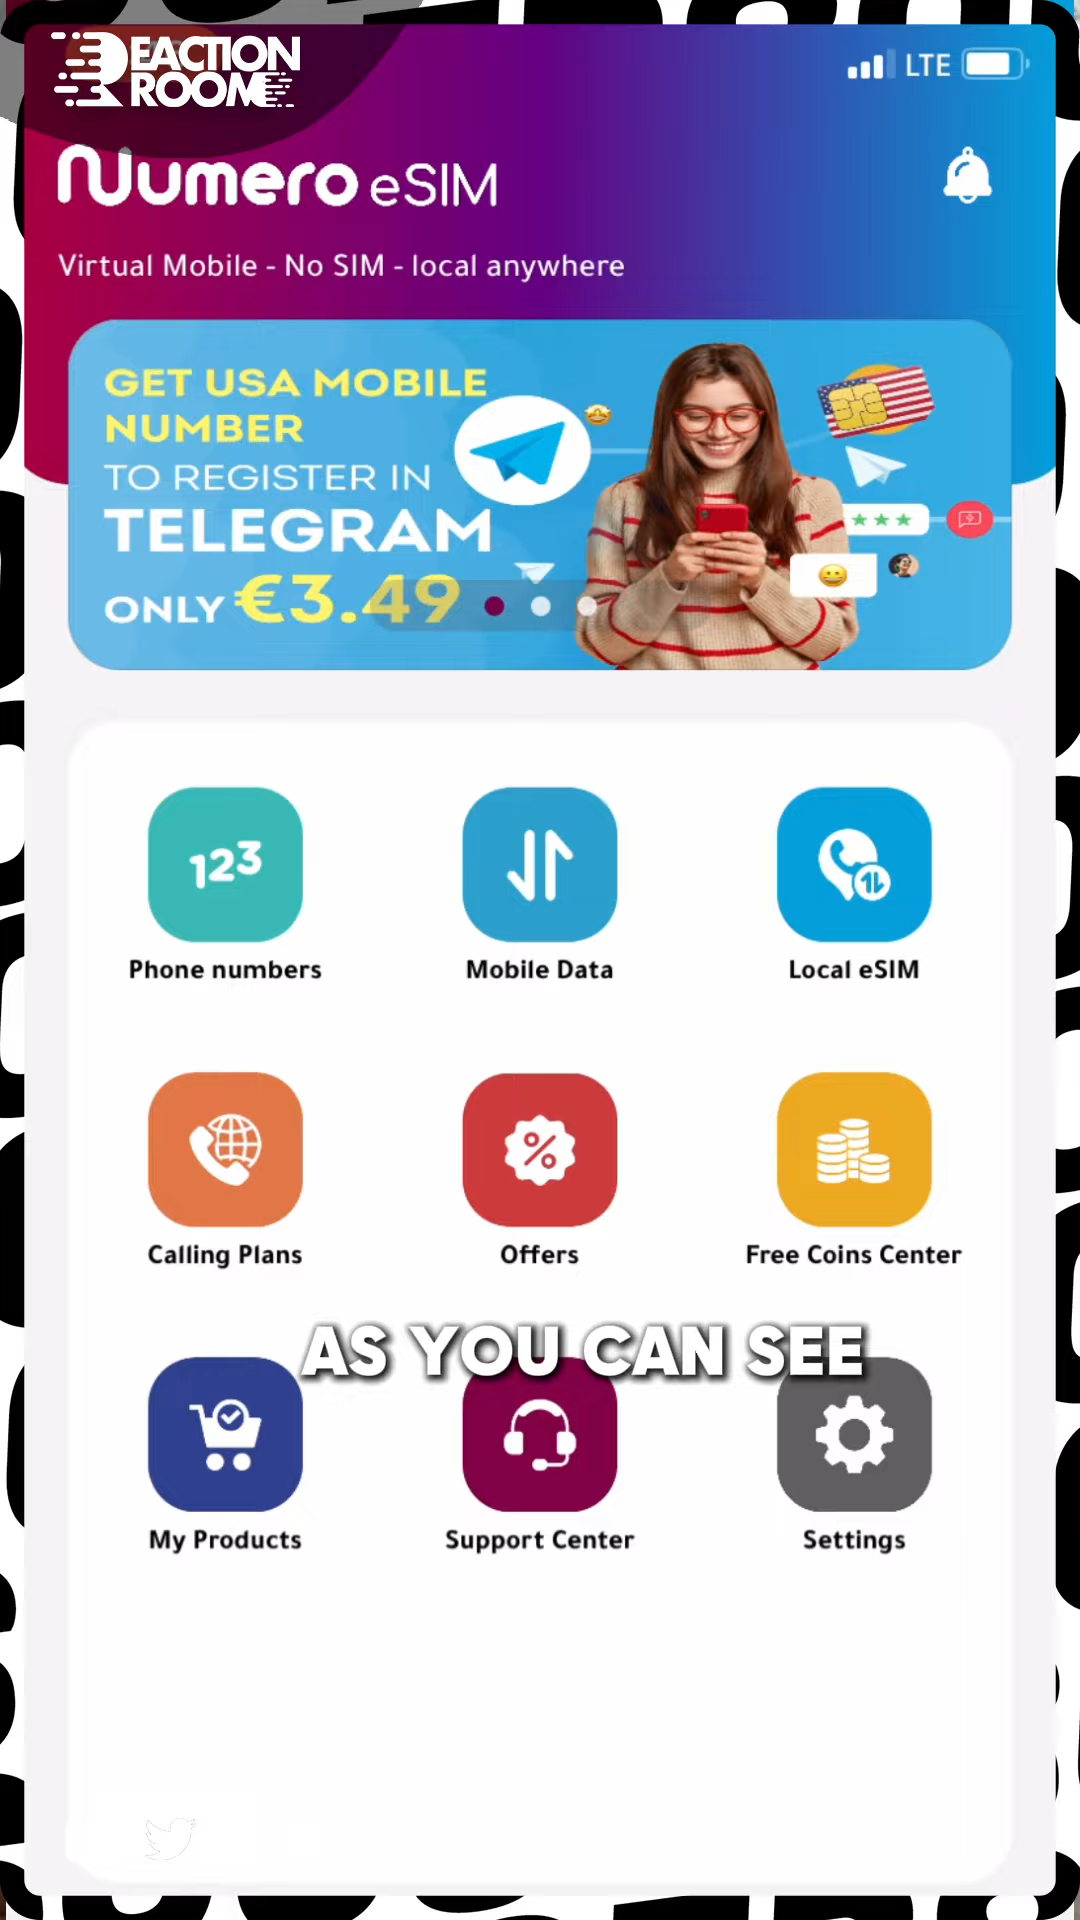 REACTION
ROOM
LTE
Numero eSIM
Virtual Mobile - No SIM - local anywhere
GET USA MOBILE
NUMBER
TO REGISTER IN
TELEGRAM
ONLY €3.49
123
Phone numbers
Mobile Data
Local eSIM
Calling Plans
Offers
Free Coins Center
AS YOU CAN SEE
My Products
Support Center
Settings